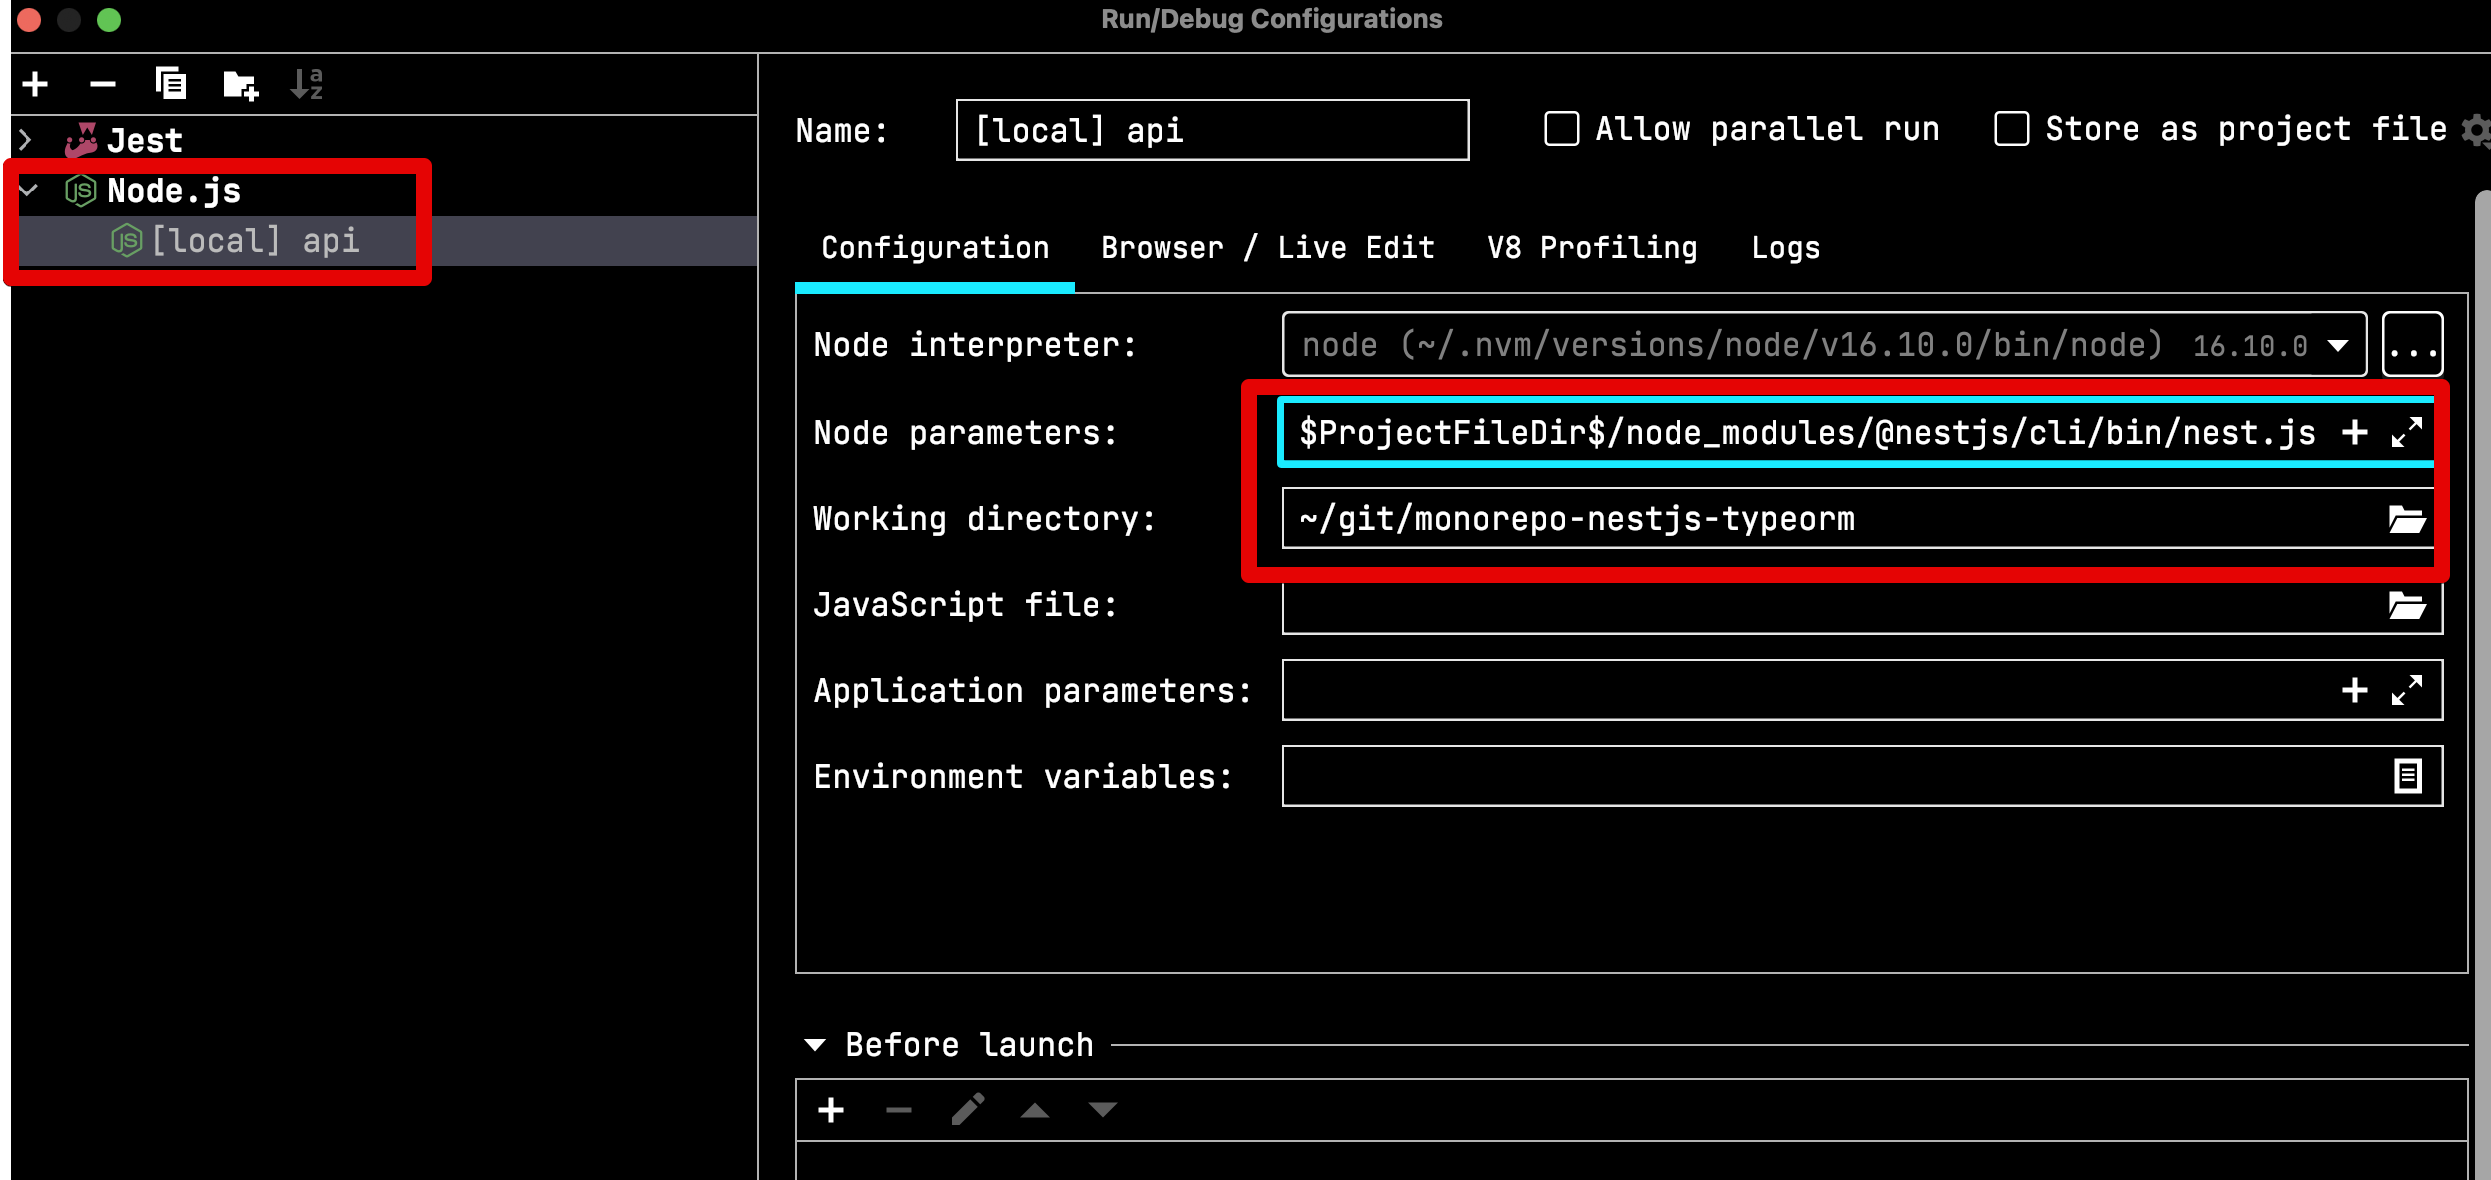 Run/Debug Configurations
a
z
Jest
Node.js
[local] api
Name:
[local] api
Allow parallel run
Store as project file
Configuration
Browser / Live Edit
V8 Profiling
Logs
Node interpreter:
node (~/.nvm/versions/node/v16.10.0/bin/node) 16.10.0
...
Node parameters:
$ProjectFileDir$/node_modules/@nestjs/cli/bin/nest.js
Working directory:
~/git/monorepo-nestjs-typeorm
JavaScript file:
Application parameters:
Environment variables:
Before launch